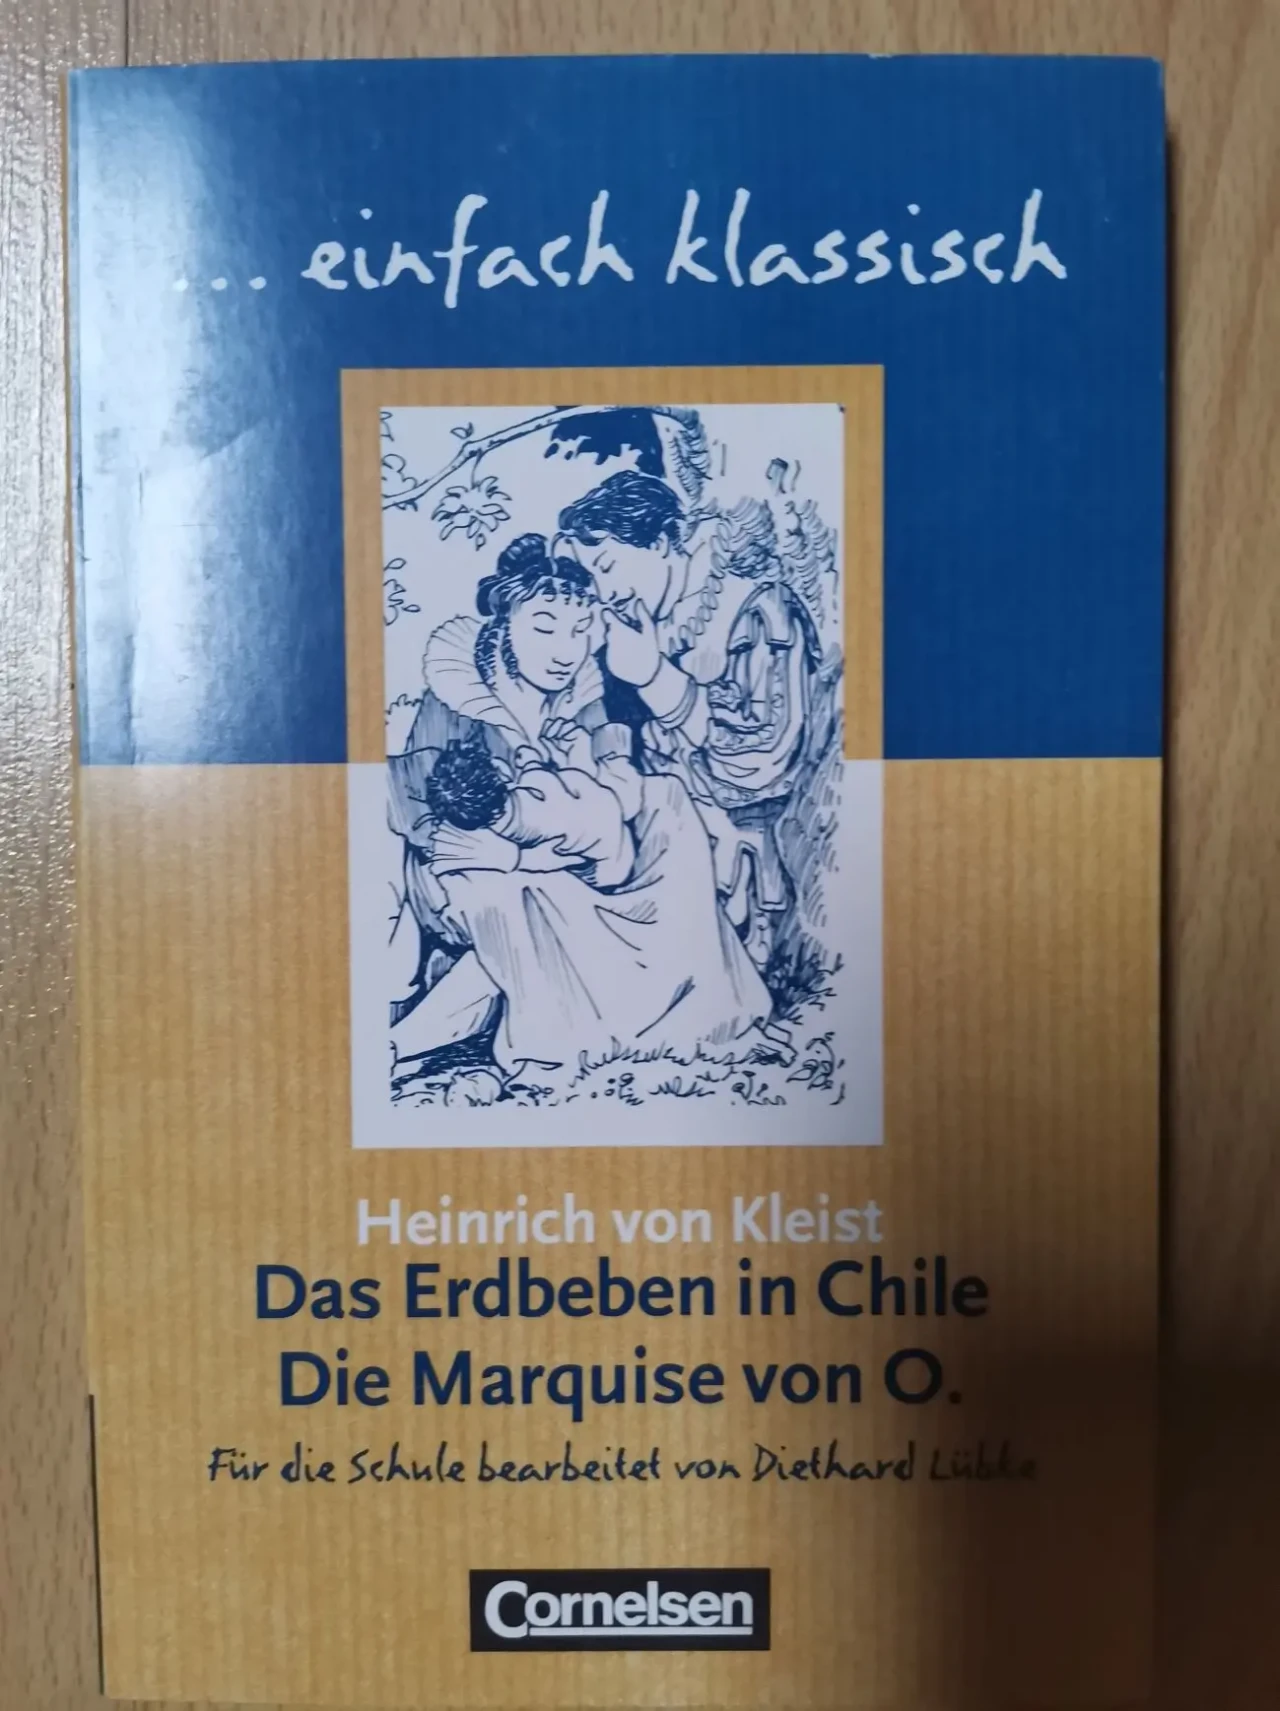 ... einfach klassisch
Heinrich von Kleist
Das Erdbeben in Chile
Die Marquise von O.
Für die Schule bearbeitet von Diethard Lübke
Cornelsen